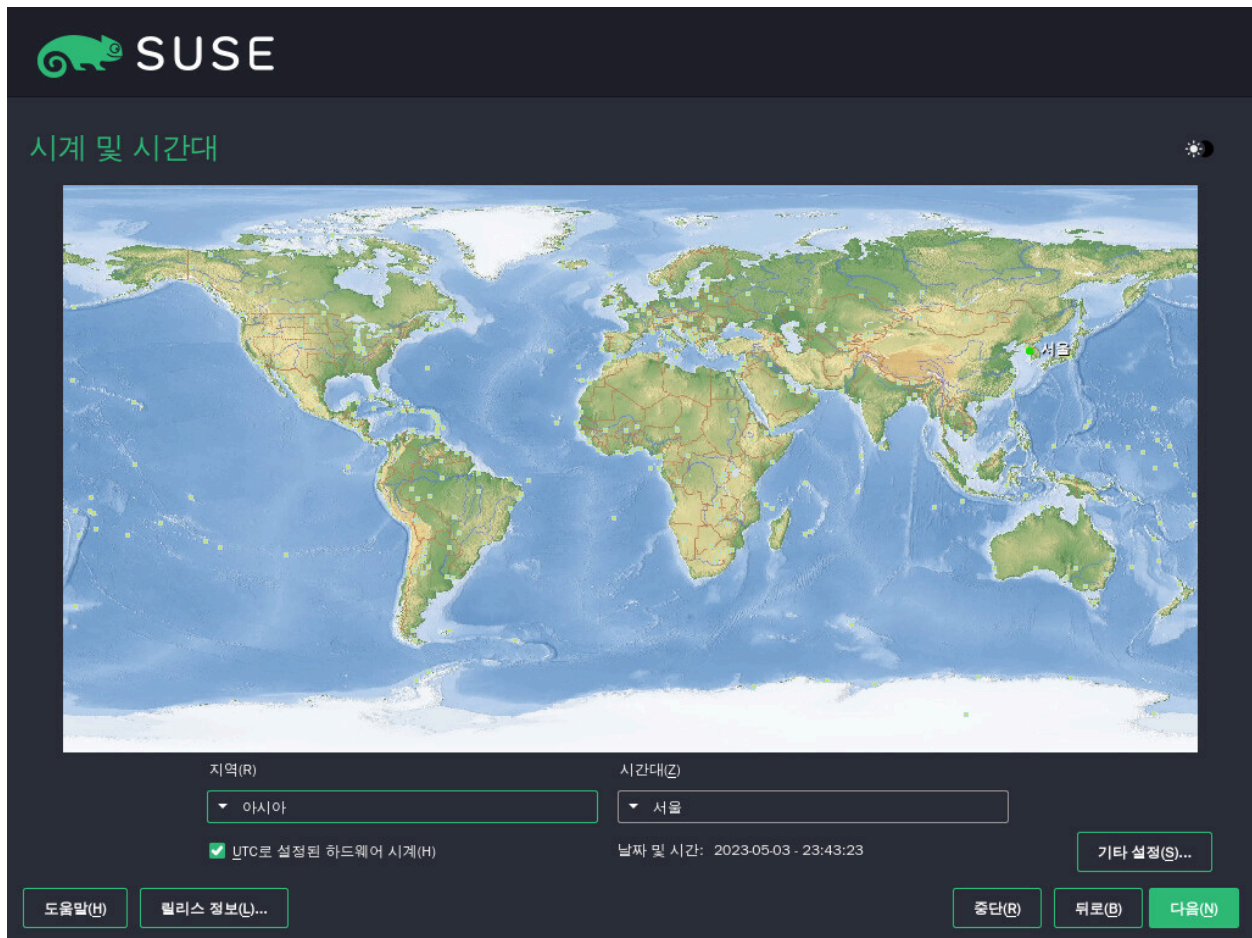 SUSE
시계 및 시간대
서울
지역(R)
시간대(Z)
아시아
서울
UTC로 설정된 하드웨어 시계(H)
날짜 및 시간: 2023-05-03 - 23:43:23
기타 설정(S)...
도움말(H)
릴리스 정보(L)...
중단(R)
뒤로(B)
다음(N)